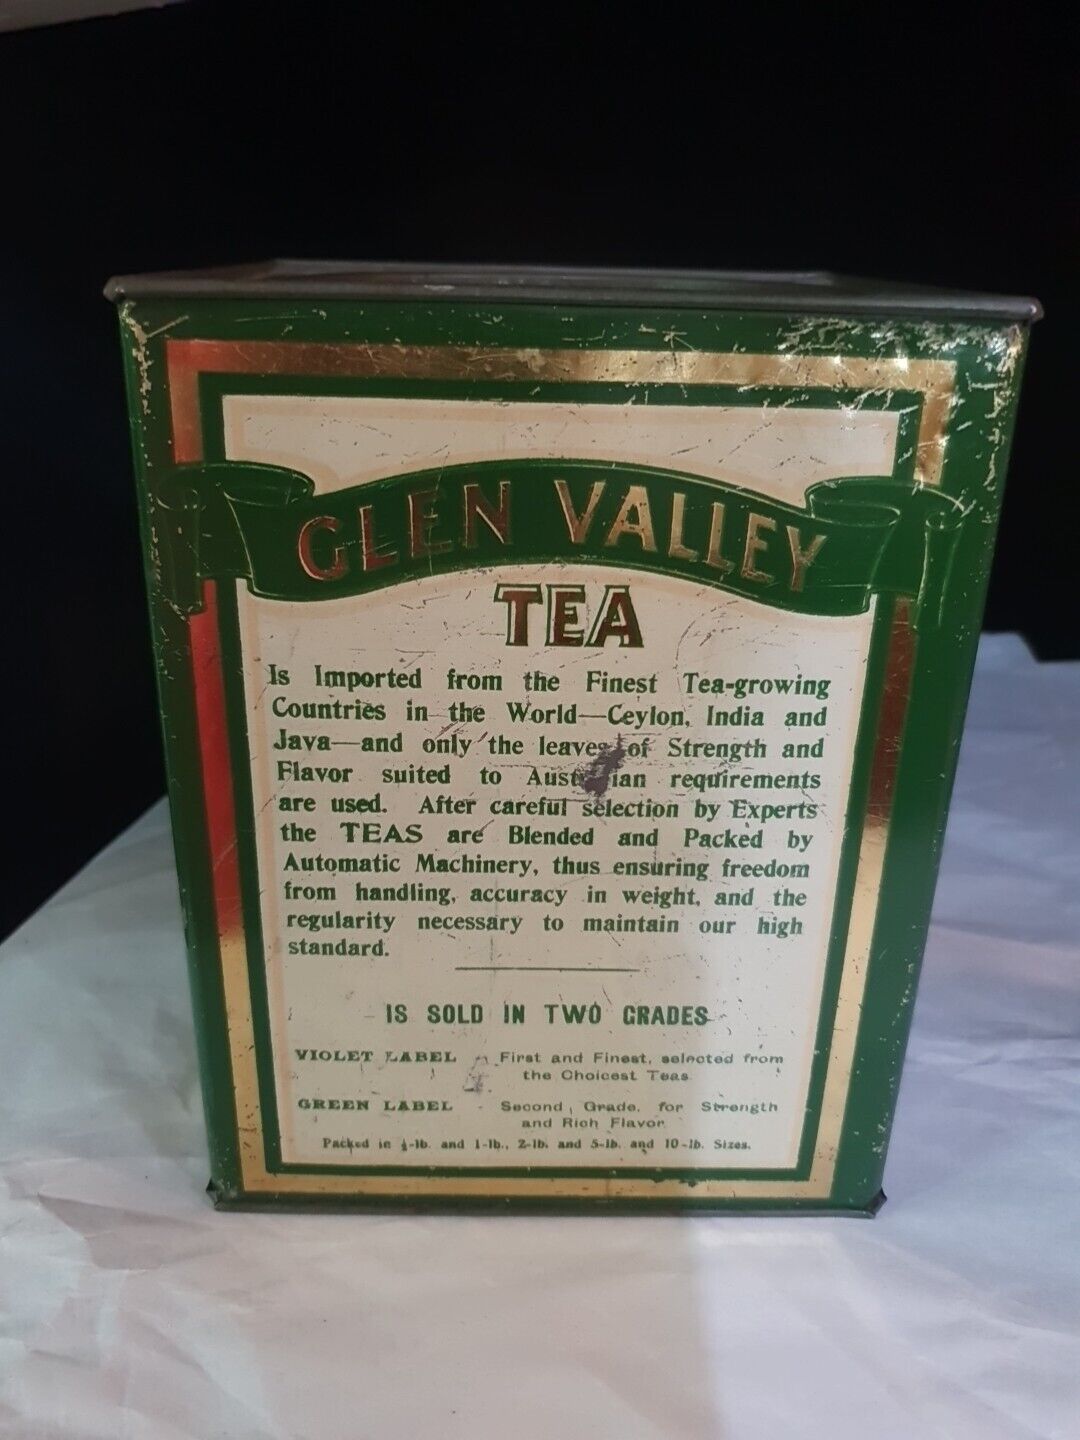 GLEN VALLEY
TEA
Is Imported from the Finest Tea-growing
Countries in the World—Ceylon, India and
Java—and only the leaves of Strength and
Flavor suited to Australian requirements
are used. After careful selection by Experts
the TEAS are Blended and Packed by
Automatic Machinery, thus ensuring freedom
from handling, accuracy in weight, and the
regularity necessary to maintain our high
standard.
IS SOLD IN TWO GRADES
VIOLET LABEL - First and Finest, selected from
the Choicest Teas
GREEN LABEL - Second Grade, for Strength
and Rich Flavor
Packed in ½-lb. and 1-lb., 2-lb. and 5-lb. and 10-lb. Sizes.